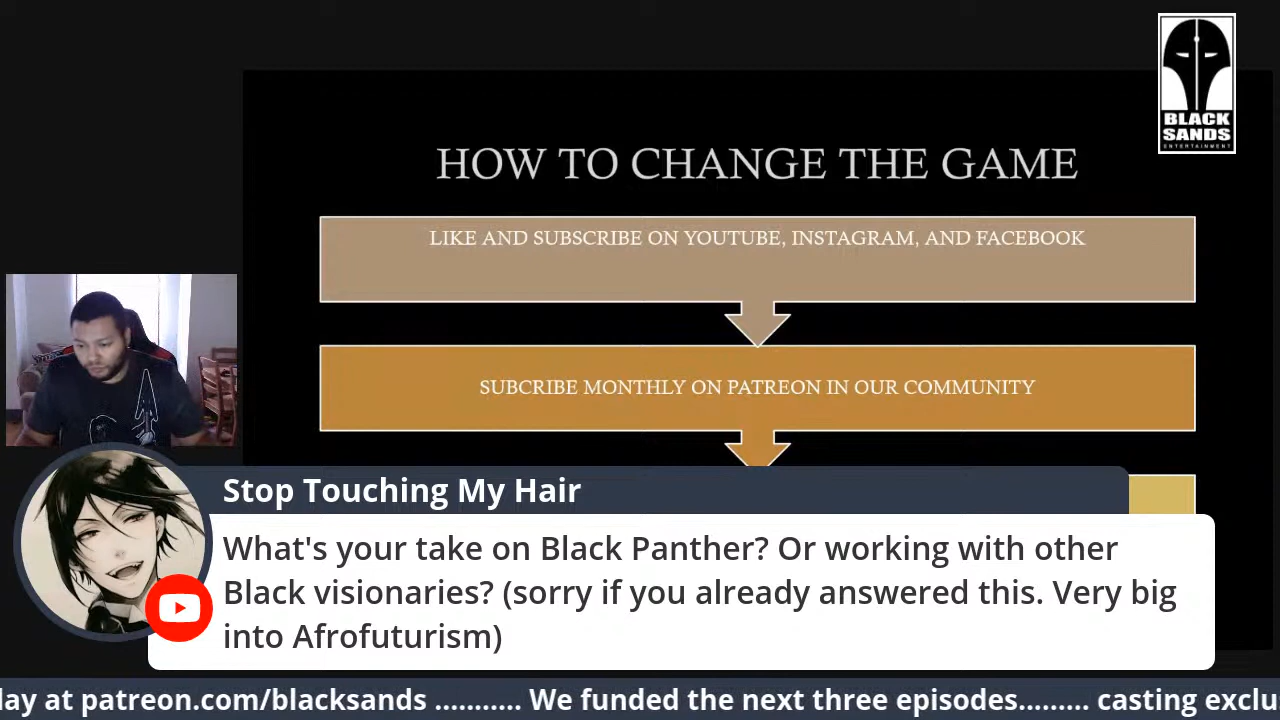 BLACK
SANDS
ENTERTAINMENT
HOW TO CHANGE THE GAME
LIKE AND SUBSCRIBE ON YOUTUBE, INSTAGRAM, AND FACEBOOK
SUBCRIBE MONTHLY ON PATREON IN OUR COMMUNITY
Stop Touching My Hair
What's your take on Black Panther? Or working with other
Black visionaries? (sorry if you already answered this. Very big
into Afrofuturism)
lay at patreon.com/blacksands ........... We funded the next three episodes......... casting exclu